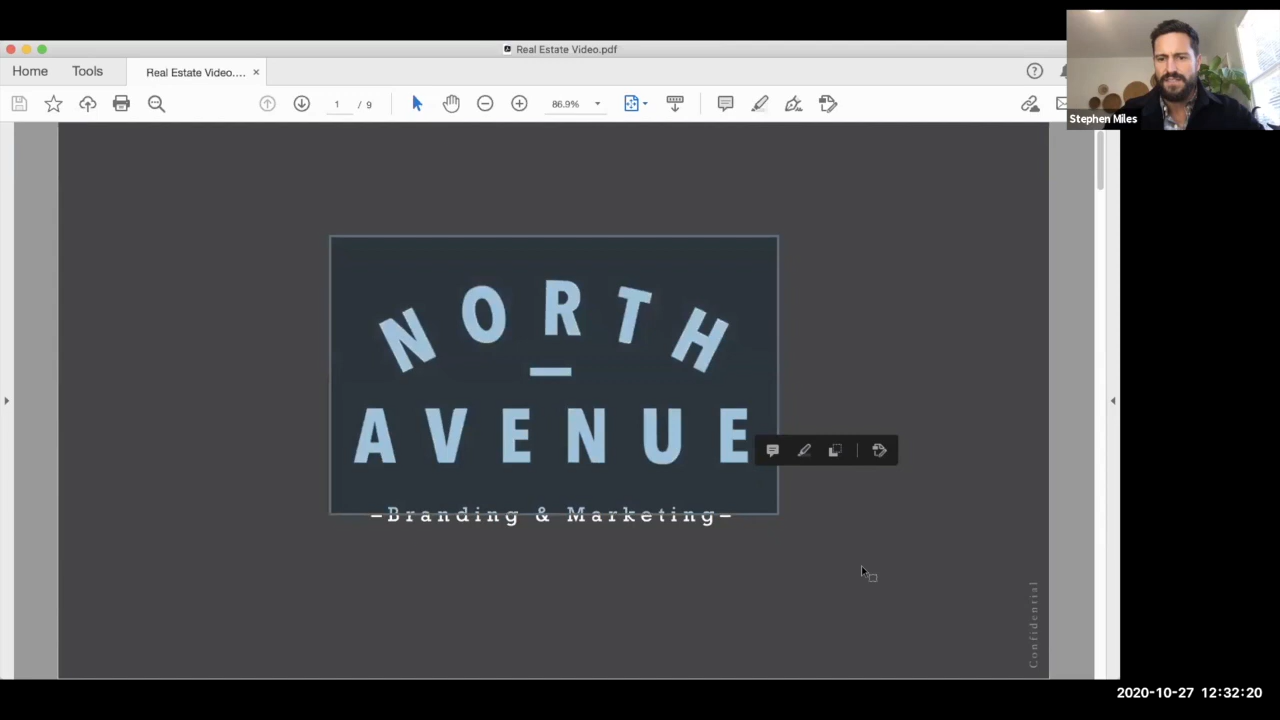 Real Estate Video.pdf
Home
Tools
Real Estate Video....
1 / 9
86.9%
Stephen Miles
NORTH
AVENUE
–Branding & Marketing–
Confidential
2020-10-27 12:32:20